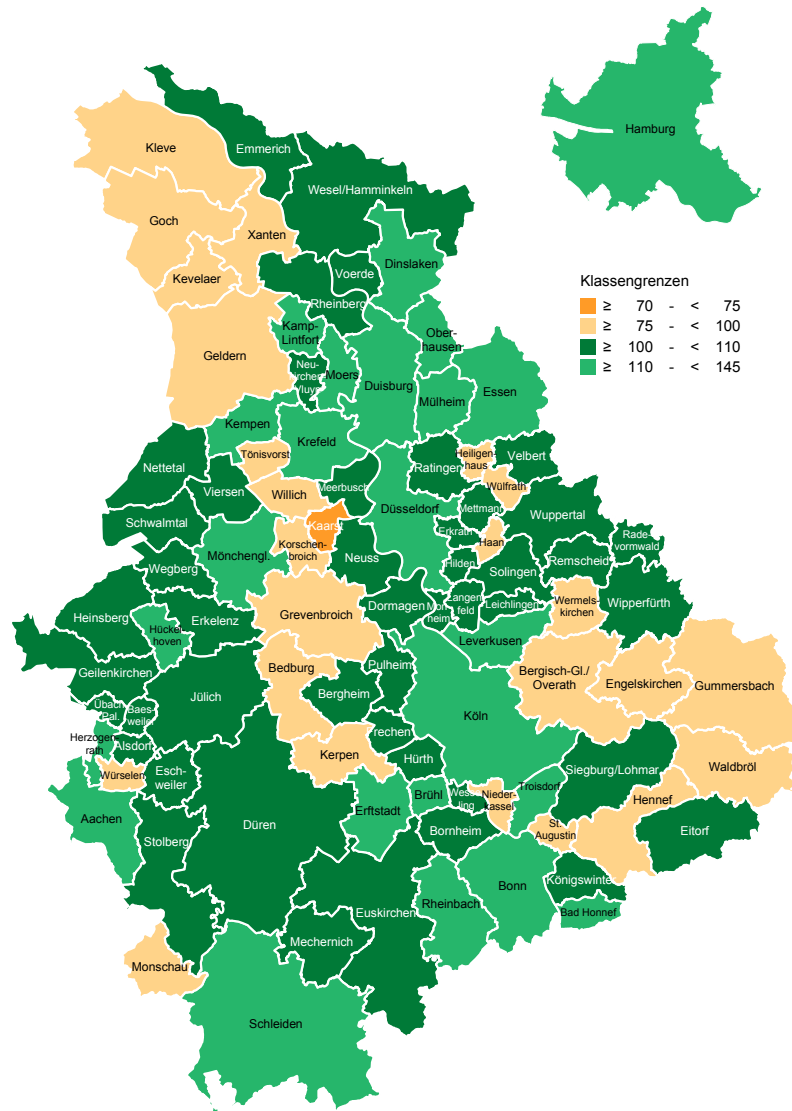 Hamburg
Emmerich
Kleve
Wesel/Hamminkeln
Goch
Xanten
Dinslaken
Voerde
Kevelaer
Klassengrenzen
≥ 70 - < 75
≥ 75 - < 100
≥ 100 - < 110
≥ 110 - < 145
Rheinberg
Kamp-
Lintfort
Ober-
hausen
Geldern
Neu-
kirchen
Vluyn
Moers
Duisburg
Mülheim
Essen
Kempen
Krefeld
Tönisvorst
Heiligen-
haus
Velbert
Nettetal
Ratingen
Viersen
Willich
Meerbusch
Wülfrath
Schwalmtal
Kaarst
Düsseldorf
Mettmann
Wuppertal
Erkrath
Rade-
vormwald
Mönchengl.
Korschen-
broich
Neuss
Haan
Hilden
Solingen
Remscheid
Wegberg
Heinsberg
Erkelenz
Grevenbroich
Dormagen
Mon-
heim
Langen-
feld
Leichlingen
Wermels-
kirchen
Wipperfürth
Hückel-
hoven
Leverkusen
Geilenkirchen
Bedburg
Pulheim
Bergisch-Gl./
Overath
Engelskirchen
Gummersbach
Jülich
Bergheim
Übach-
Pal.
Baes-
weiler
Köln
Herzogen-
rath
Alsdorf
Frechen
Kerpen
Hürth
Waldbröl
Würselen
Esch-
weiler
Siegburg/Lohmar
Troisdorf
Brühl
Wess-
ling
Nieder-
kassel
Hennef
Aachen
Erftstadt
Düren
Stolberg
Bornheim
St.
Augustin
Eitorf
Königswinter
Bonn
Rheinbach
Euskirchen
Bad Honnef
Mechernich
Monschau
Schleiden